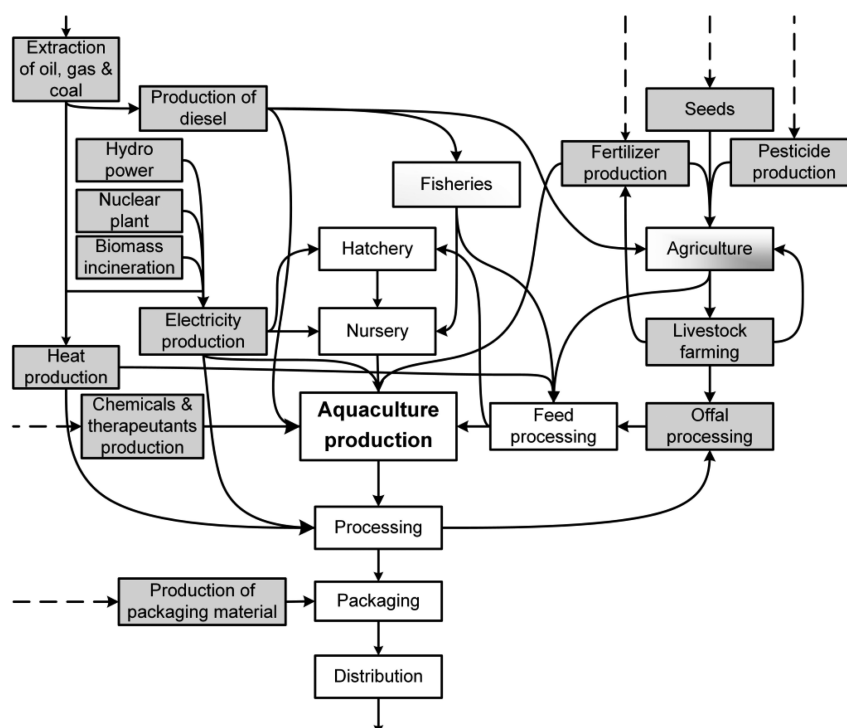 Extraction
of oil, gas &
coal
Production of
diesel
Seeds
Hydro
power
Fertilizer
production
Pesticide
production
Fisheries
Nuclear
plant
Hatchery
Agriculture
Biomass
incineration
Electricity
production
Nursery
Livestock
farming
Heat
production
Chemicals &
therapeutants
production
Aquaculture
production
Feed
processing
Offal
processing
Processing
Production of
packaging material
Packaging
Distribution